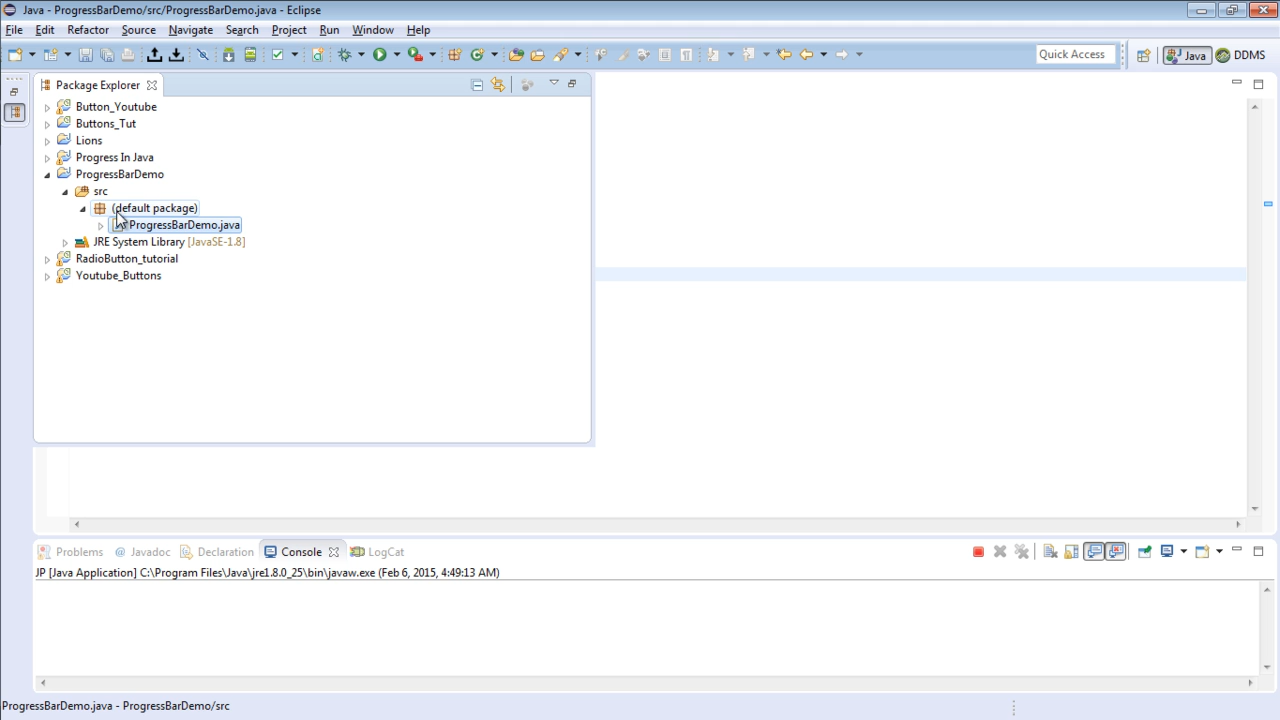 Java - ProgressBarDemo/src/ProgressBarDemo.java - Eclipse
File Edit Refactor Source Navigate Search Project Run Window Help
Quick Access Java DDMS
Package Explorer
Button_Youtube
Buttons_Tut
Lions
Progress In Java
ProgressBarDemo
src
(default package)
ProgressBarDemo.java
JRE System Library [JavaSE-1.8]
RadioButton_tutorial
Youtube_Buttons
Problems @ Javadoc Declaration Console LogCat
JP [Java Application] C:\Program Files\Java\jre1.8.0_25\bin\javaw.exe (Feb 6, 2015, 4:49:13 AM)
ProgressBarDemo.java - ProgressBarDemo/src